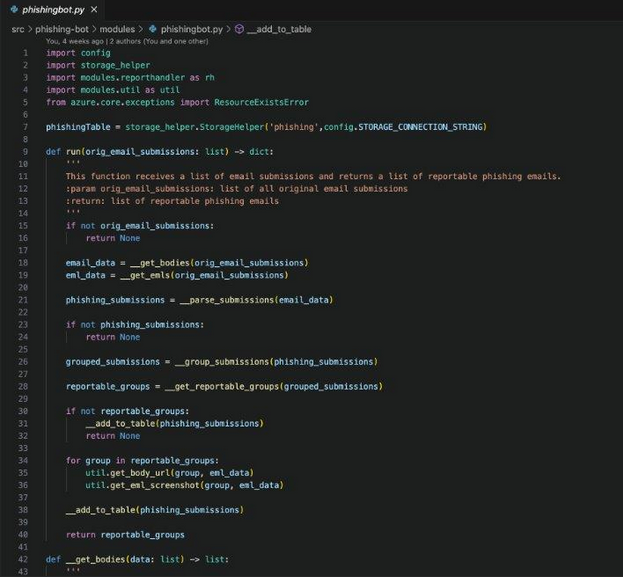 phishingbot.py ×
src > phishing-bot > modules > phishingbot.py > __add_to_table
You, 4 weeks ago | 2 authors (You and one other)
1 import config
2 import storage_helper
3 import modules.reporthandler as rh
4 import modules.util as util
5 from azure.core.exceptions import ResourceExistsError
6
7 phishingTable = storage_helper.StorageHelper('phishing',config.STORAGE_CONNECTION_STRING)
8
9 def run(orig_email_submissions: list) -> dict:
10     '''
11     This function receives a list of email submissions and returns a list of reportable phishing emails.
12     :param orig_email_submissions: list of all original email submissions
13     :return: list of reportable phishing emails
14     '''
15     if not orig_email_submissions:
16         return None
17
18     email_data = __get_bodies(orig_email_submissions)
19     eml_data = __get_emls(orig_email_submissions)
20
21     phishing_submissions = __parse_submissions(email_data)
22
23     if not phishing_submissions:
24         return None
25
26     grouped_submissions = __group_submissions(phishing_submissions)
27
28     reportable_groups = __get_reportable_groups(grouped_submissions)
29
30     if not reportable_groups:
31         __add_to_table(phishing_submissions)
32         return None
33
34     for group in reportable_groups:
35         util.get_body_url(group, eml_data)
36         util.get_eml_screenshot(group, eml_data)
37
38     __add_to_table(phishing_submissions)
39
40     return reportable_groups
41
42 def __get_bodies(data: list) -> list:
43     '''